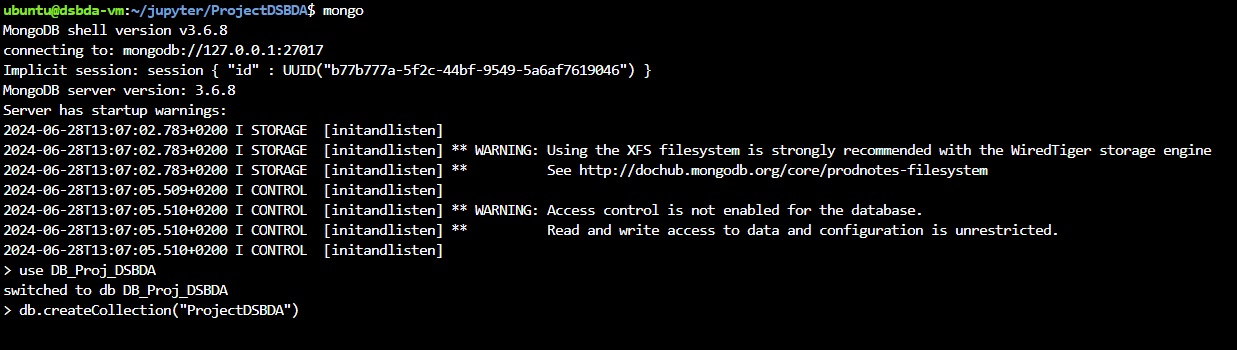 ubuntu@dsbda-vm:~/jupyter/ProjectDSBDA$ mongo
MongoDB shell version v3.6.8
connecting to: mongodb://127.0.0.1:27017
Implicit session: session { "id" : UUID("b77b777a-5f2c-44bf-9549-5a6af7619046") }
MongoDB server version: 3.6.8
Server has startup warnings:
2024-06-28T13:07:02.783+0200 I STORAGE  [initandlisten]
2024-06-28T13:07:02.783+0200 I STORAGE  [initandlisten] ** WARNING: Using the XFS filesystem is strongly recommended with the WiredTiger storage engine
2024-06-28T13:07:02.783+0200 I STORAGE  [initandlisten] **          See http://dochub.mongodb.org/core/prodnotes-filesystem
2024-06-28T13:07:05.509+0200 I CONTROL  [initandlisten]
2024-06-28T13:07:05.510+0200 I CONTROL  [initandlisten] ** WARNING: Access control is not enabled for the database.
2024-06-28T13:07:05.510+0200 I CONTROL  [initandlisten] **          Read and write access to data and configuration is unrestricted.
2024-06-28T13:07:05.510+0200 I CONTROL  [initandlisten]
> use DB_Proj_DSBDA
switched to db DB_Proj_DSBDA
> db.createCollection("ProjectDSBDA")